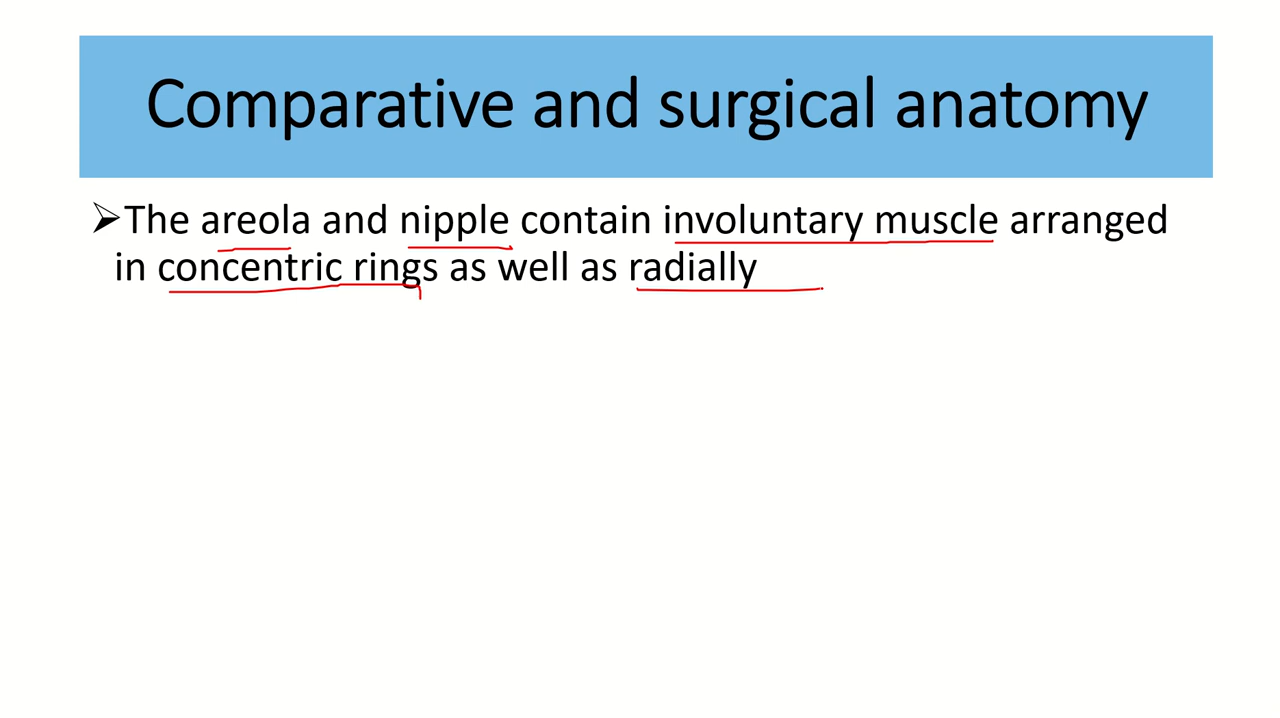 Comparative and surgical anatomy
➢The areola and nipple contain involuntary muscle arranged
in concentric rings as well as radially